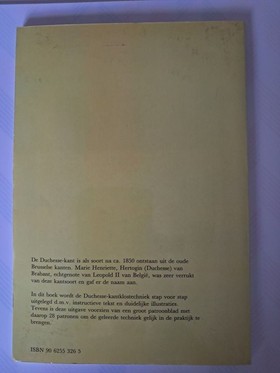 De Duchesse-kant is als soort na ca. 1850 ontstaan uit de oude
Brusselse kanten. Marie Henriette, Hertogin (Duchesse) van
Brabant, echtgenote van Leopold II van België, was zeer verrukt
van deze kantsoort en gaf er de naam aan.
In dit boek wordt de Duchesse-kantklostechniek stap voor stap
uitgelegd d.m.v. instructieve tekst en duidelijke illustraties.
Tevens is deze uitgave voorzien van een groot patronenblad met
daarop 28 patronen om de geleerde techniek gelijk in de praktijk te
brengen.
ISBN 90 6255 326 3